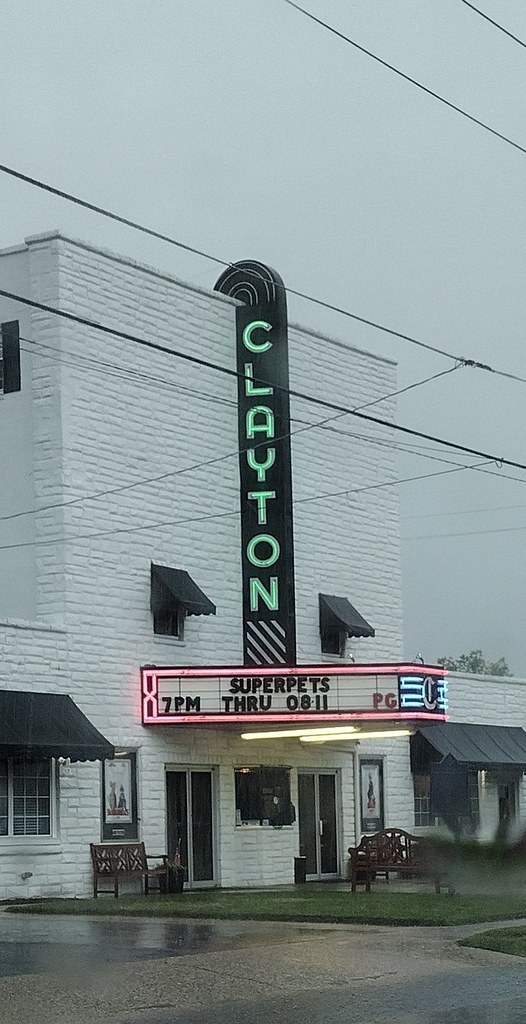 CLAYTON
SUPERPETS
7PM THRU 08-11 PG
C